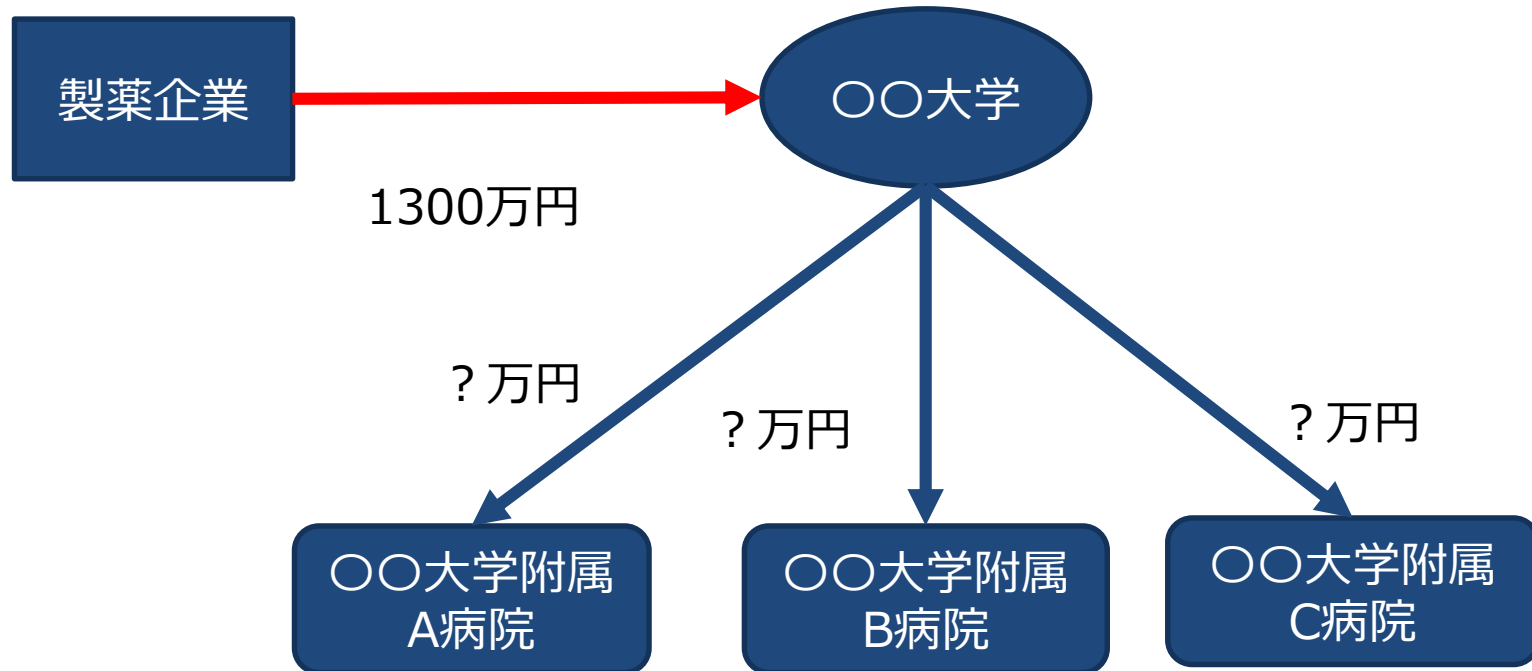 製薬企業
〇〇大学
1300万円
？万円
？万円
？万円
〇〇大学附属
A病院
〇〇大学附属
B病院
〇〇大学附属
C病院